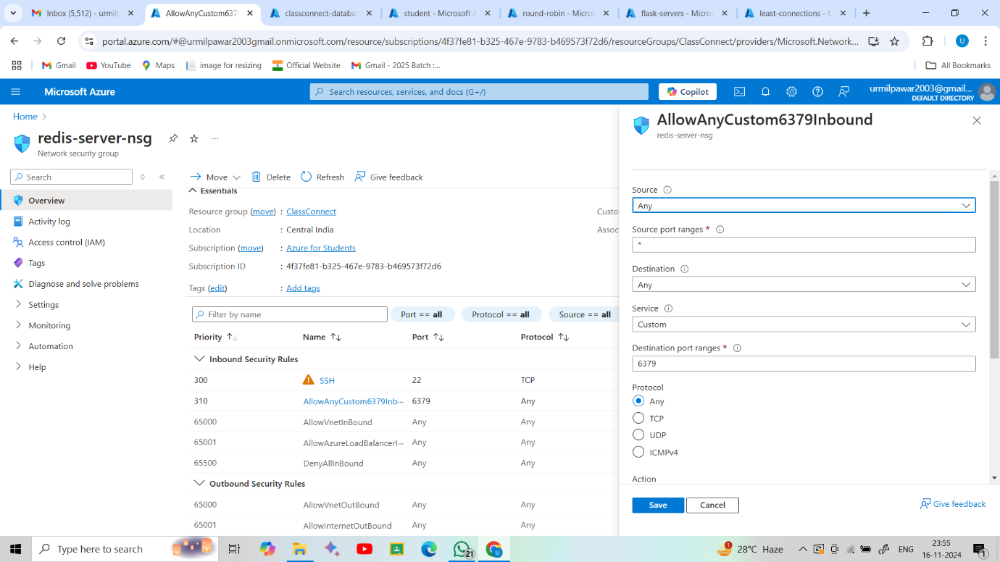 Inbox (5,512) - urmilp
AllowAnyCustom637
classconnect-databas
student - Microsoft A
round-robin - Micros
flask-servers - Micros
least-connections - M
portal.azure.com/#@urmilpawar2003gmail.onmicrosoft.com/resource/subscriptions/4f37fe81-b325-467e-9783-b469573f72d6/resourceGroups/ClassConnect/providers/Microsoft.Network...
U
Gmail
YouTube
Maps
image for resizing
Official Website
Gmail - 2025 Batch :...
All Bookmarks
Microsoft Azure
Search resources, services, and docs (G+/)
Copilot
urmilpawar2003@gmail....
DEFAULT DIRECTORY
Home
redis-server-nsg
Network security group
Search
Overview
Activity log
Access control (IAM)
Tags
Diagnose and solve problems
Settings
Monitoring
Automation
Help
Move
Delete
Refresh
Give feedback
Essentials
Resource group (move) : ClassConnect
Location : Central India
Subscription (move) : Azure for Students
Subscription ID : 4f37fe81-b325-467e-9783-b469573f72d6
Tags (edit) : Add tags
Custo
Assoc
Filter by name
Port == all
Protocol == all
Source == all
Priority Name Port Protocol
Inbound Security Rules
300 SSH 22 TCP
310 AllowAnyCustom6379Inb... 6379 Any
65000 AllowVnetInBound Any Any
65001 AllowAzureLoadBalancerI... Any Any
65500 DenyAllInBound Any Any
Outbound Security Rules
65000 AllowVnetOutBound Any Any
65001 AllowInternetOutBound Any Any
AllowAnyCustom6379Inbound
redis-server-nsg
Source
Any
Source port ranges *
*
Destination
Any
Service
Custom
Destination port ranges *
6379
Protocol
Any
TCP
UDP
ICMPv4
Action
Save
Cancel
Give feedback
Type here to search
21
1
28°C Haze
ENG
23:55
16-11-2024
1